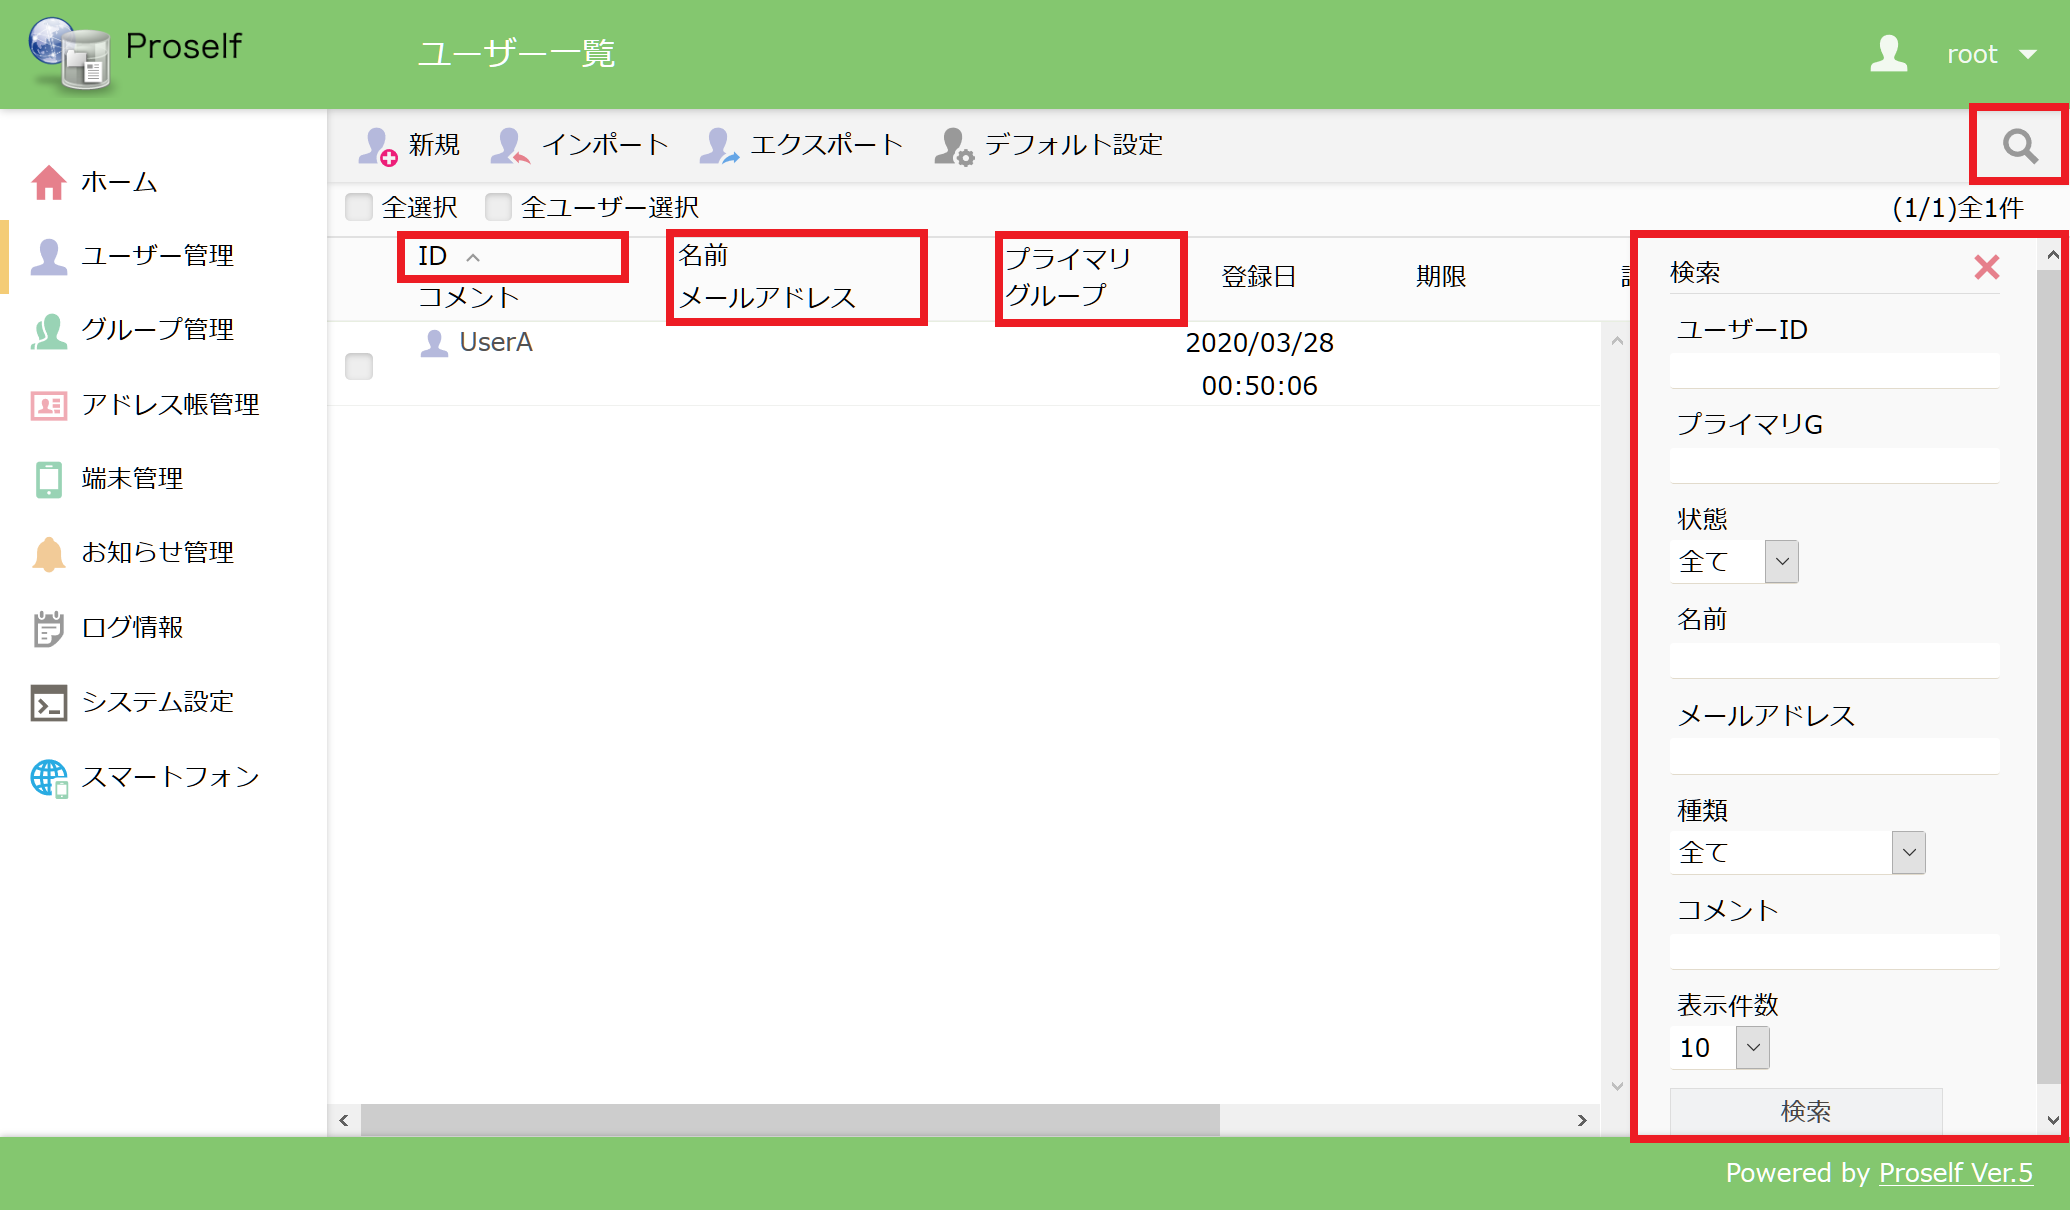 Proself
ユーザー一覧
root
新規 インポート エクスポート デフォルト設定
全選択 全ユーザー選択
(1/1)全1件
ホーム
ユーザー管理
グループ管理
アドレス帳管理
端末管理
お知らせ管理
ログ情報
システム設定
スマートフォン
ID
コメント
名前
メールアドレス
プライマリ
グループ
登録日
期限
UserA
2020/03/28
00:50:06
検索
ユーザーID
プライマリG
状態
全て
名前
メールアドレス
種類
全て
コメント
表示件数
10
検索
Powered by Proself Ver.5